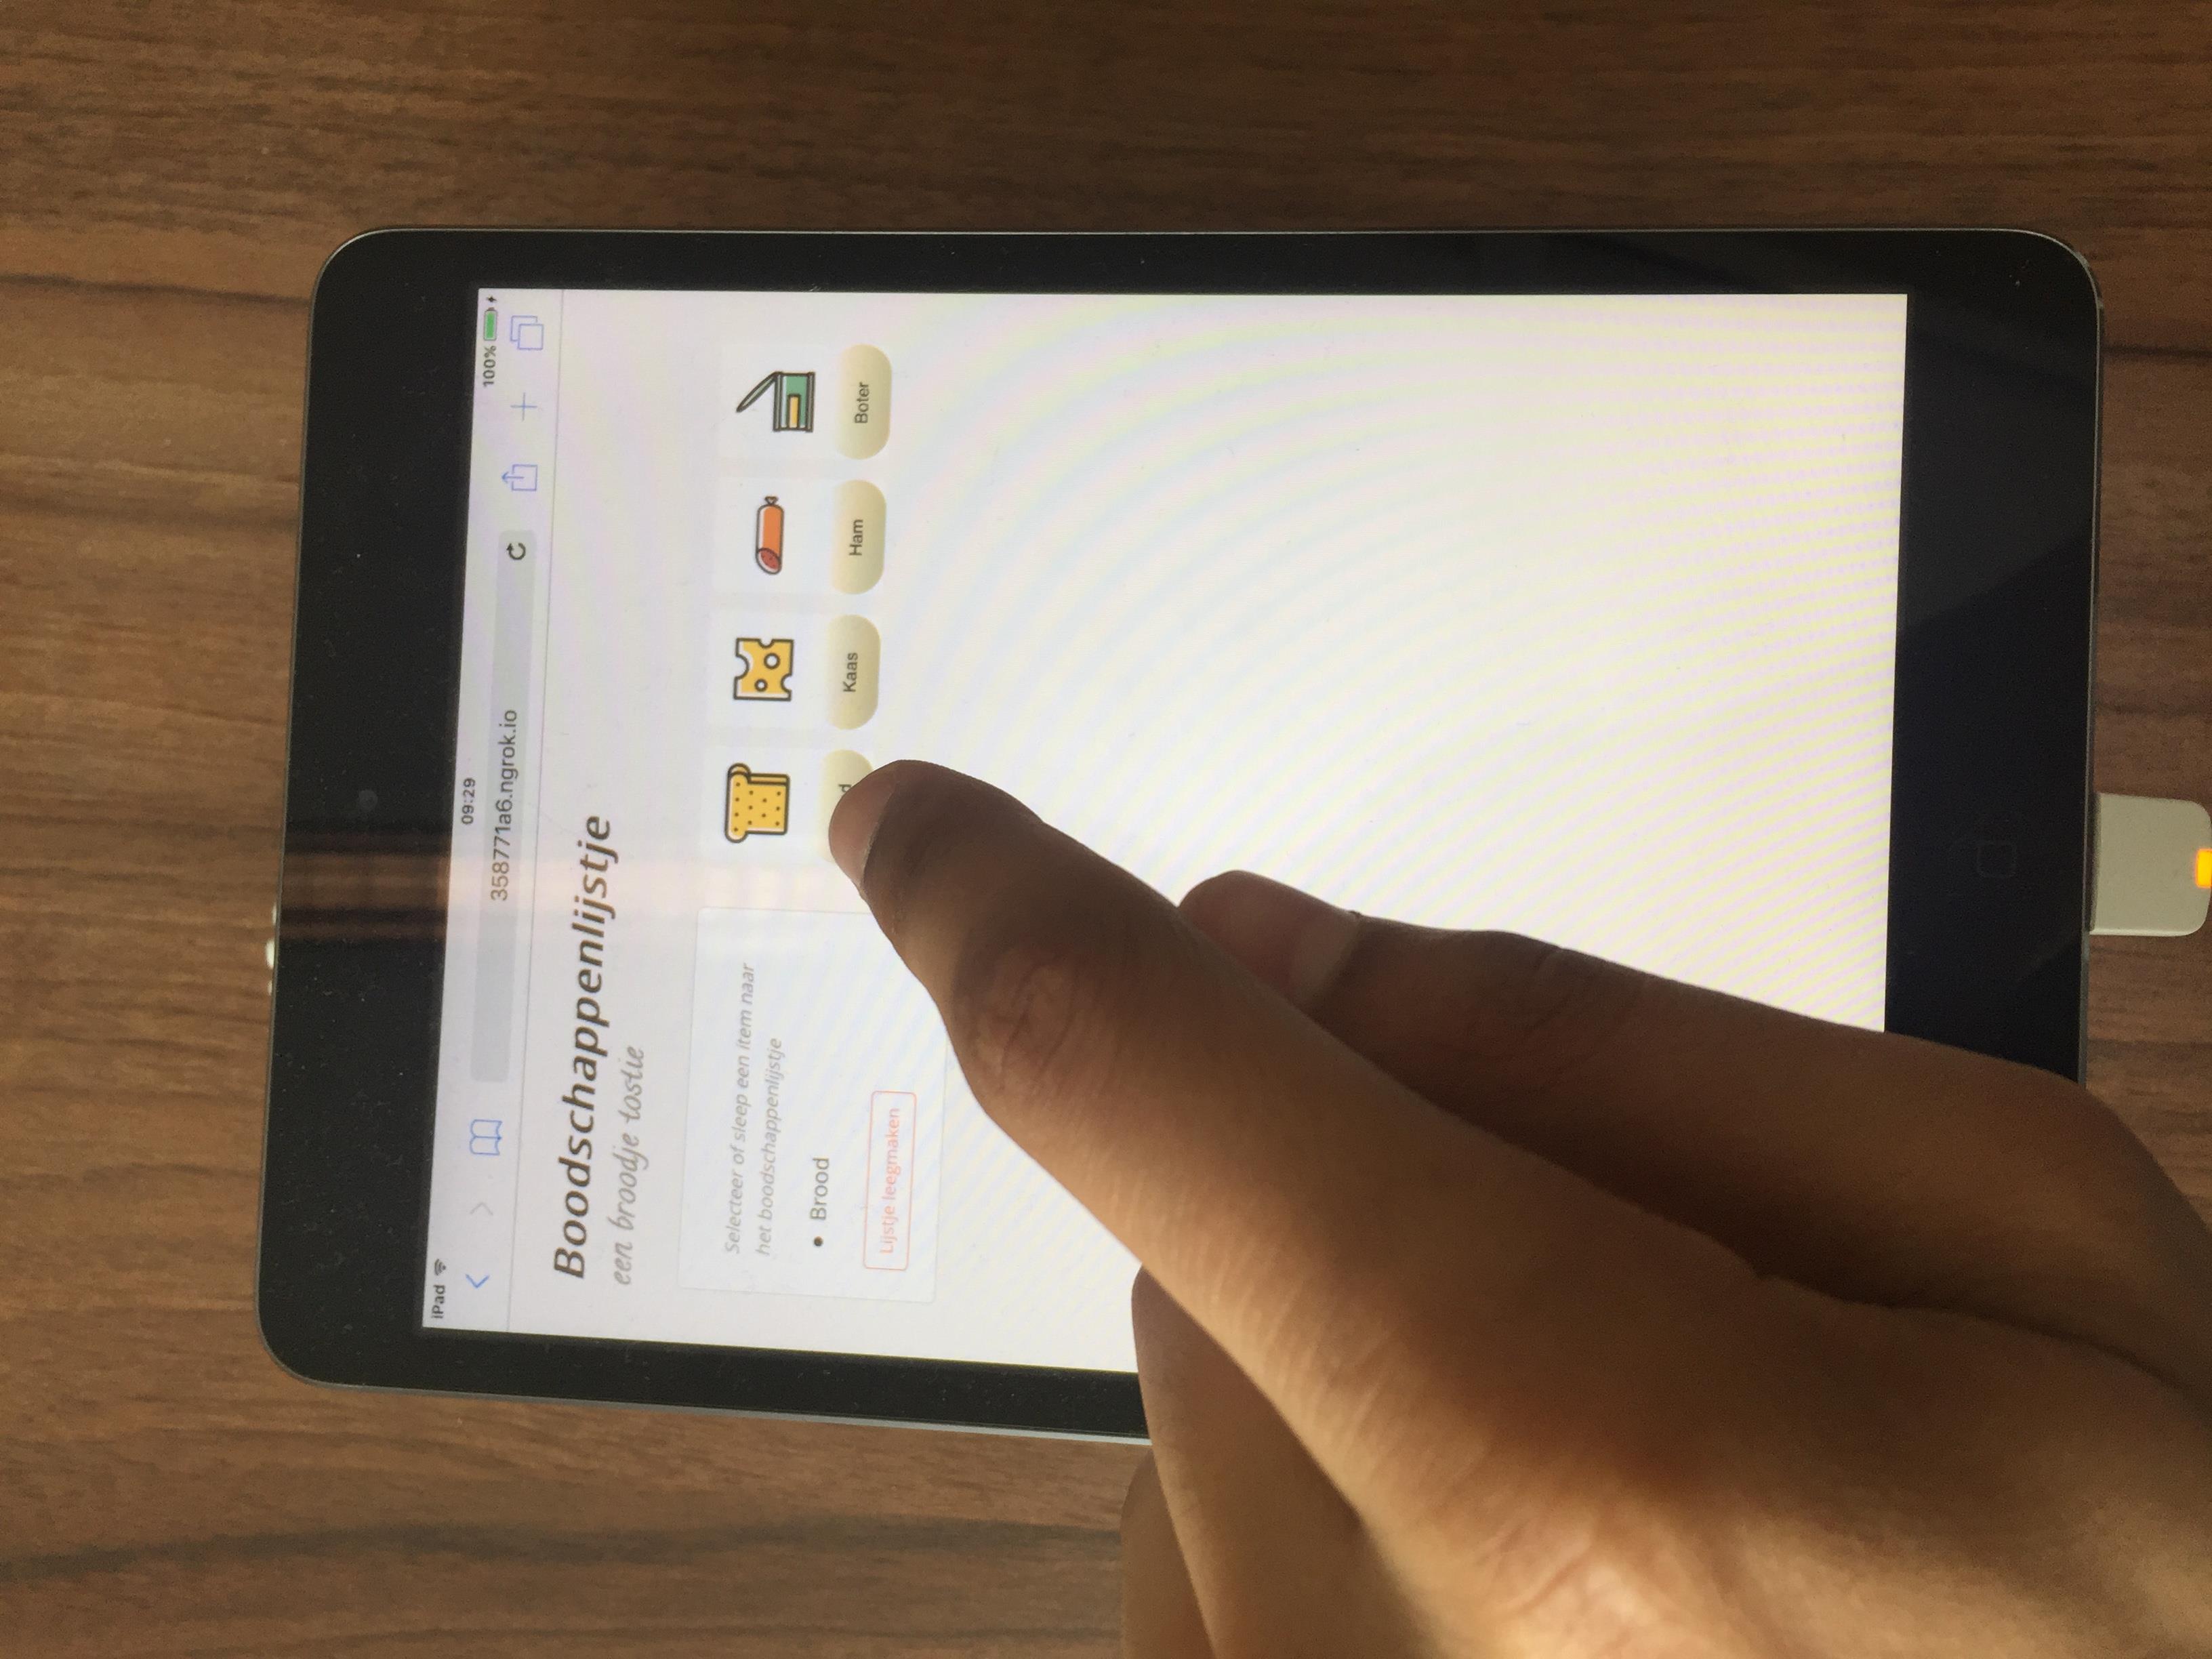 iPad
09:29
100%
358771a6.ngrok.io
Boodschappenlijstje
een broodje tostie
Selecteer of sleep een item naar
het boodschappenlijstje
Brood
Lijstje leegmaken
d
Kaas
Ham
Boter